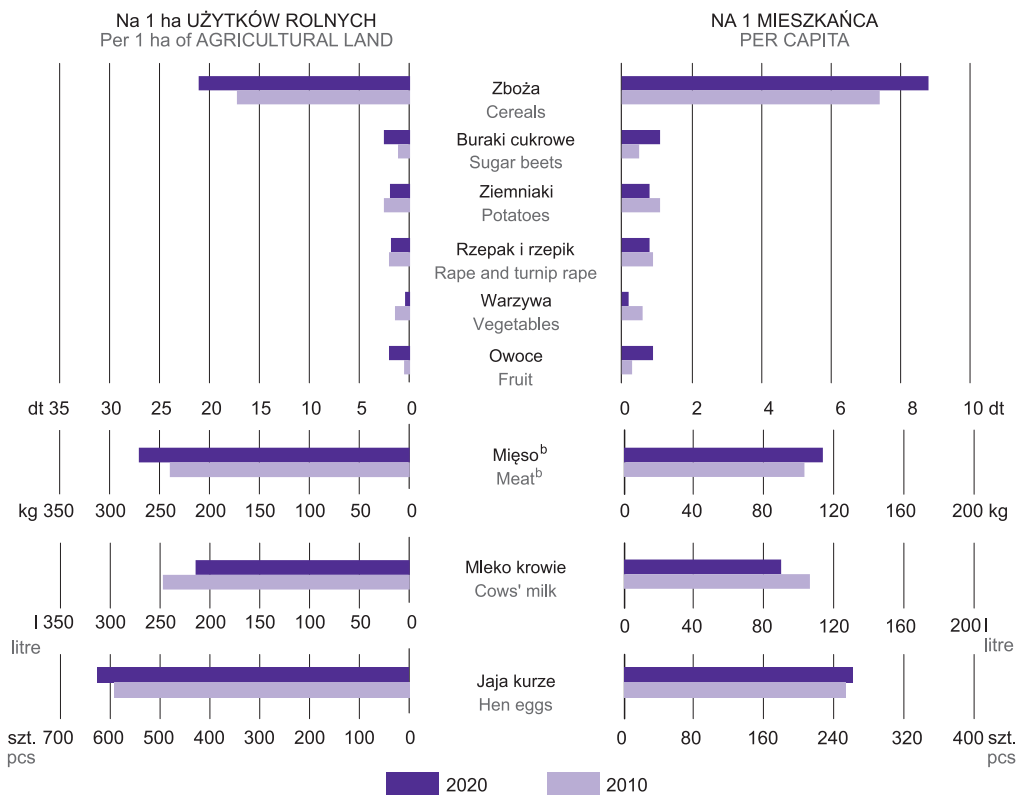 Na 1 ha UŻYTKÓW ROLNYCH
Per 1 ha of AGRICULTURAL LAND
NA 1 MIESZKAŃCA
PER CAPITA
Zboża
Cereals
Buraki cukrowe
Sugar beets
Ziemniaki
Potatoes
Rzepak i rzepik
Rape and turnip rape
Warzywa
Vegetables
Owoce
Fruit
dt 35 30 25 20 15 10 5 0
0 2 4 6 8 10 dt
Mięso b
Meat b
kg 350 300 250 200 150 100 50 0
0 40 80 120 160 200 kg
Mleko krowie
Cows' milk
l 350 300 250 200 150 100 50 0
litre
0 40 80 120 160 200 l
litre
Jaja kurze
Hen eggs
szt. 700 600 500 400 300 200 100 0
pcs
0 80 160 240 320 400 szt.
pcs
2020 2010